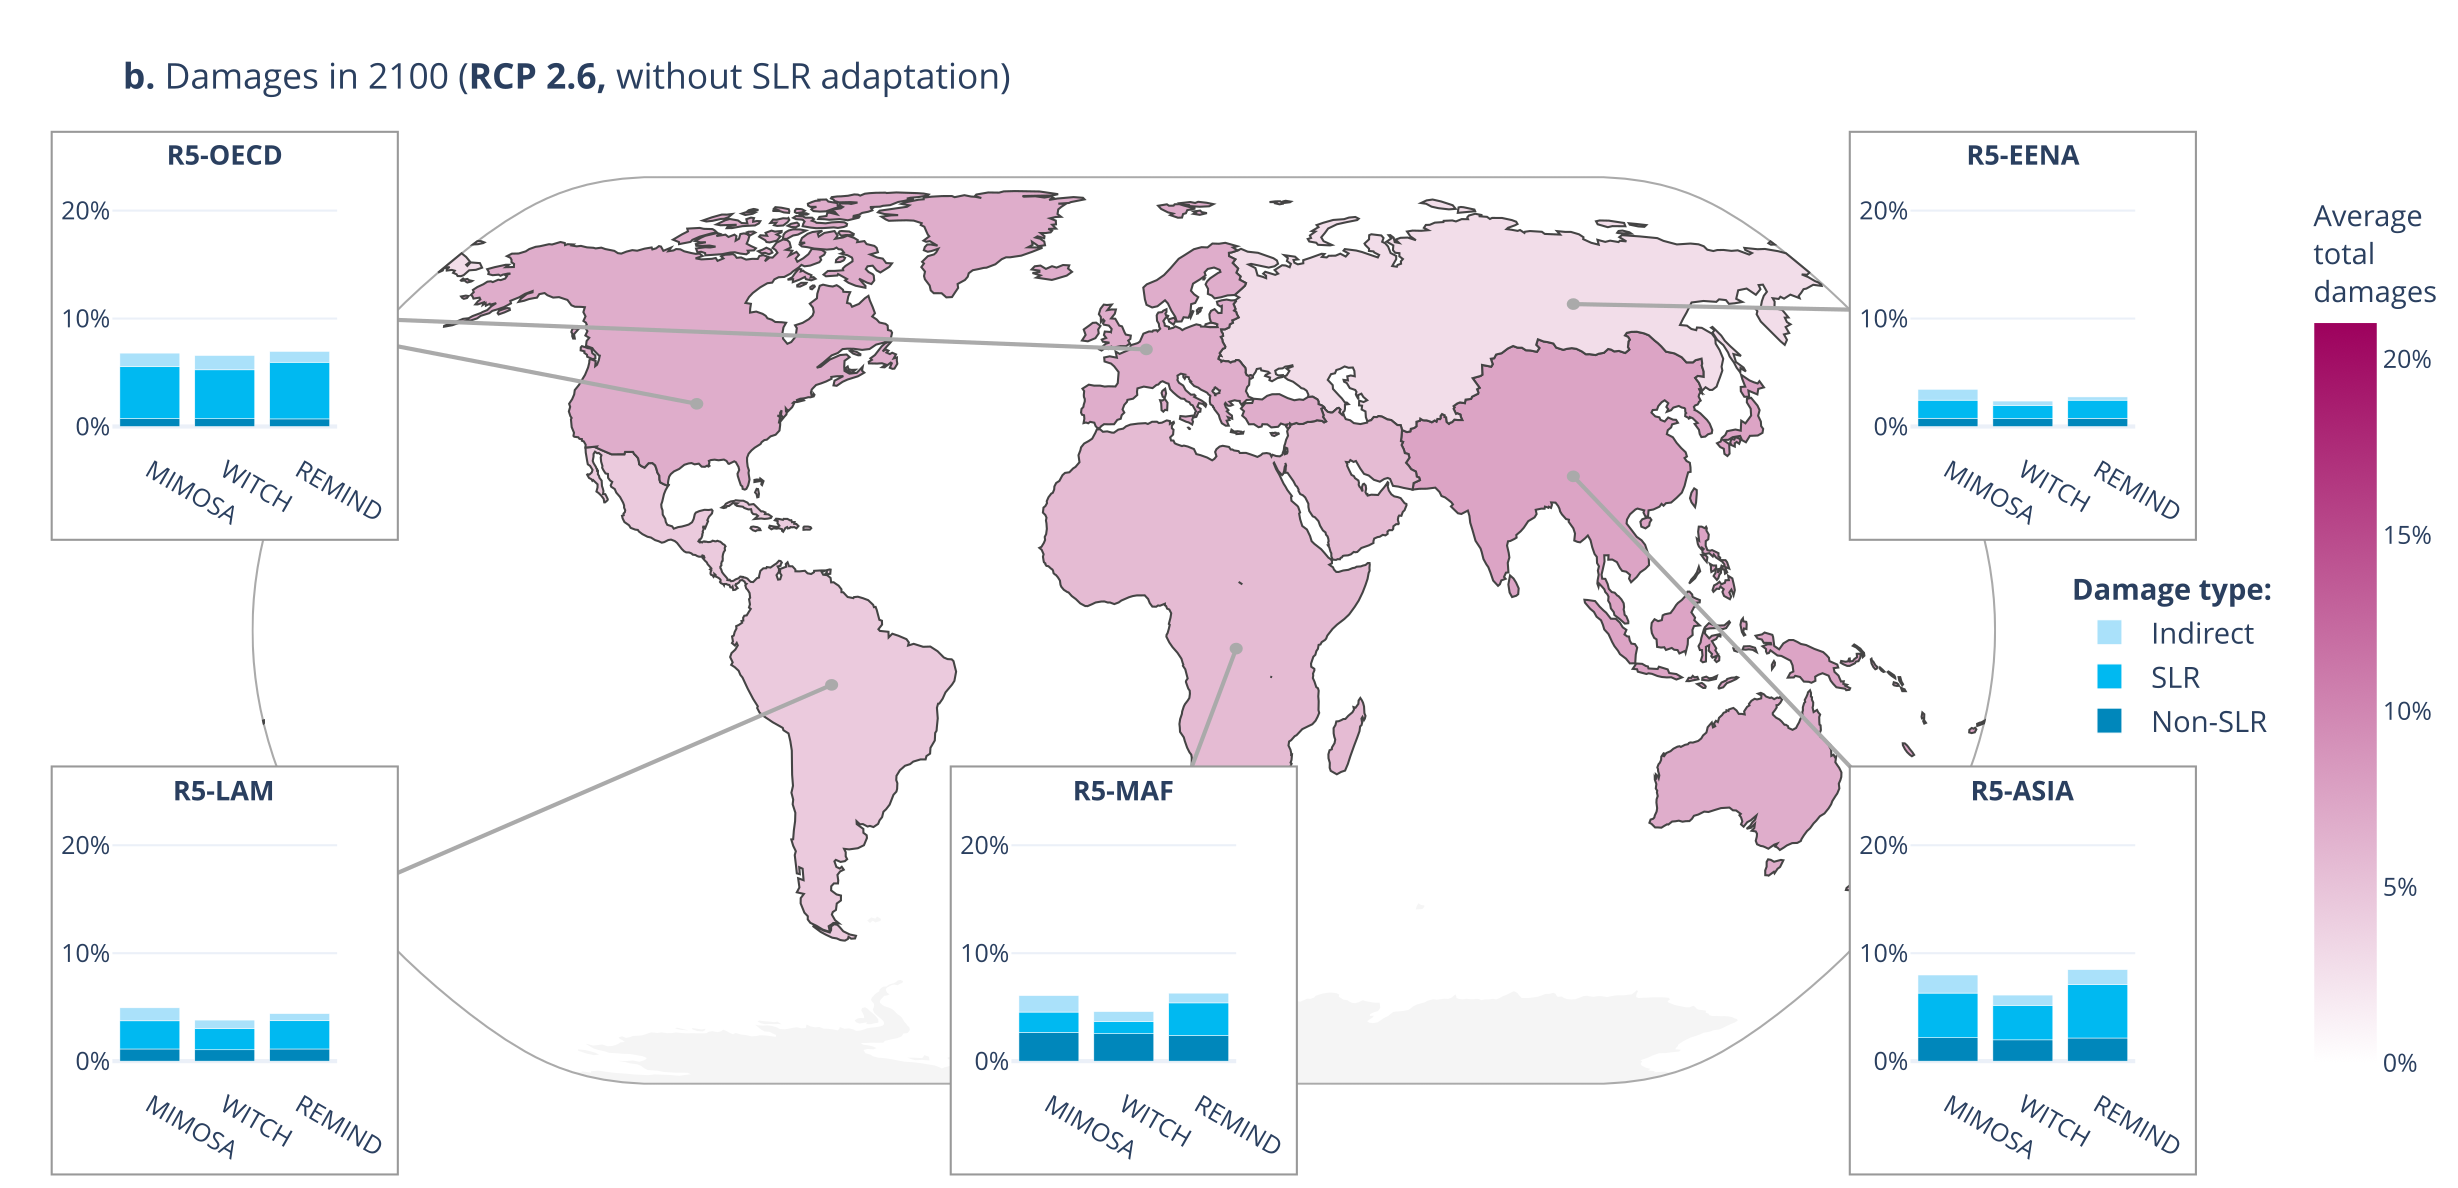 b. Damages in 2100 (RCP 2.6, without SLR adaptation)
R5-OECD
20%
10%
0%
MIMOSA
WITCH
REMIND
R5-EENA
20%
10%
0%
MIMOSA
WITCH
REMIND
Average
total
damages
20%
15%
10%
5%
0%
Damage type:
Indirect
SLR
Non-SLR
R5-LAM
20%
10%
0%
MIMOSA
WITCH
REMIND
R5-MAF
20%
10%
0%
MIMOSA
WITCH
REMIND
R5-ASIA
20%
10%
0%
MIMOSA
WITCH
REMIND